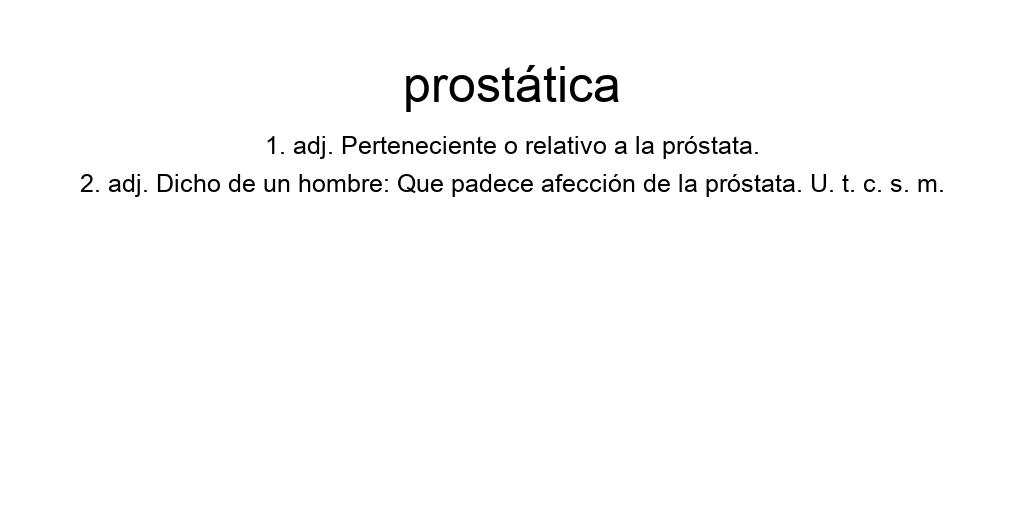 prostática
1. adj. Perteneciente o relativo a la próstata.
2. adj. Dicho de un hombre: Que padece afección de la próstata. U. t. c. s. m.